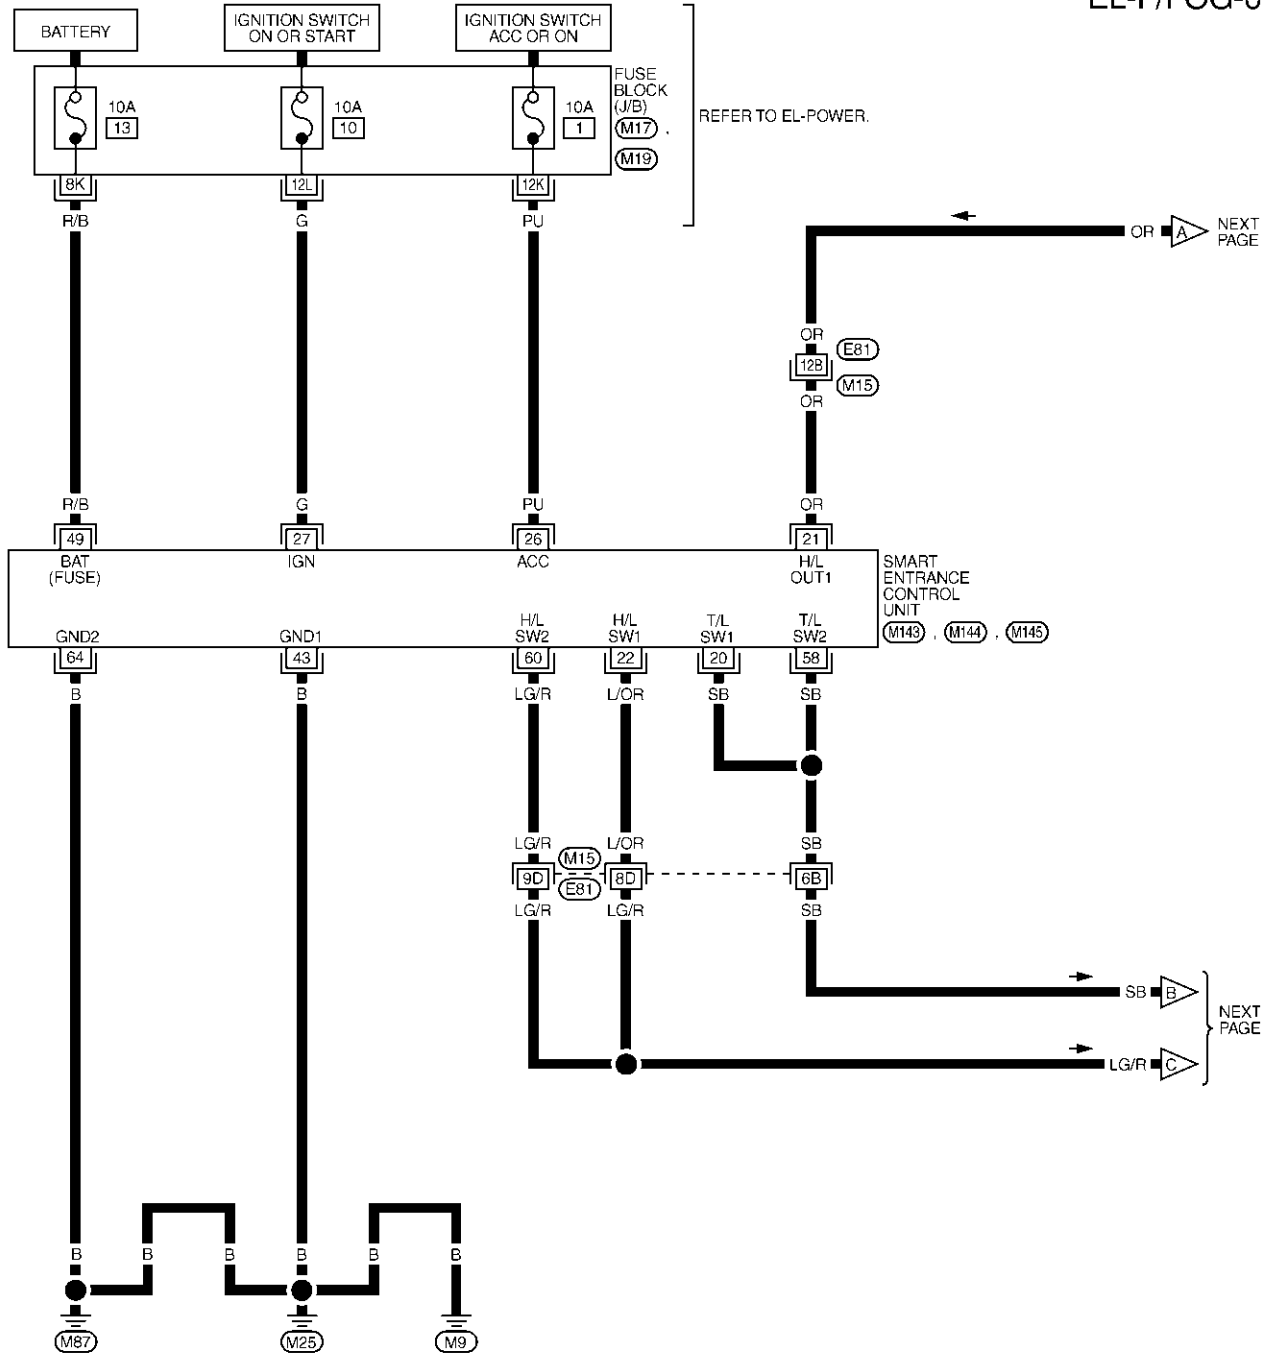 BATTERY
IGNITION SWITCH
ON OR START
IGNITION SWITCH
ACC OR ON
10A
13
10A
10
10A
1
FUSE
BLOCK
(J/B)
M17 ,
M19
REFER TO EL-POWER.
8K
12L
12K
R/B
G
PU
OR
A
NEXT
PAGE
OR
E81
12B
M15
OR
R/B
G
PU
OR
49
27
26
21
BAT
(FUSE)
IGN
ACC
H/L
OUT1
SMART
ENTRANCE
CONTROL
UNIT
M143 , M144 , M145
GND2
GND1
H/L
SW2
H/L
SW1
T/L
SW1
T/L
SW2
64
43
60
22
20
58
B
B
LG/R
L/OR
SB
SB
LG/R
L/OR
SB
M15
9D
8D
6B
E81
LG/R
LG/R
SB
SB
B
NEXT
PAGE
LG/R
C
B
B
B
B
B
B
M87
M25
M9